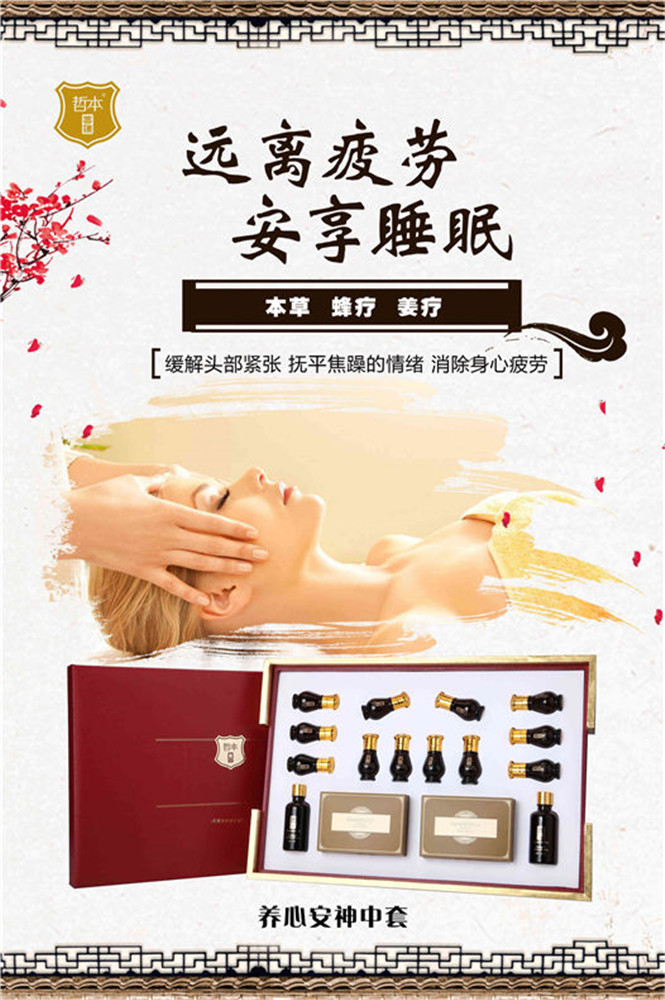 哲本
远离疲劳
安享睡眠
本草 蜂疗 姜疗
[缓解头部紧张 抚平焦躁的情绪 消除身心疲劳]
哲本
养心安神中套